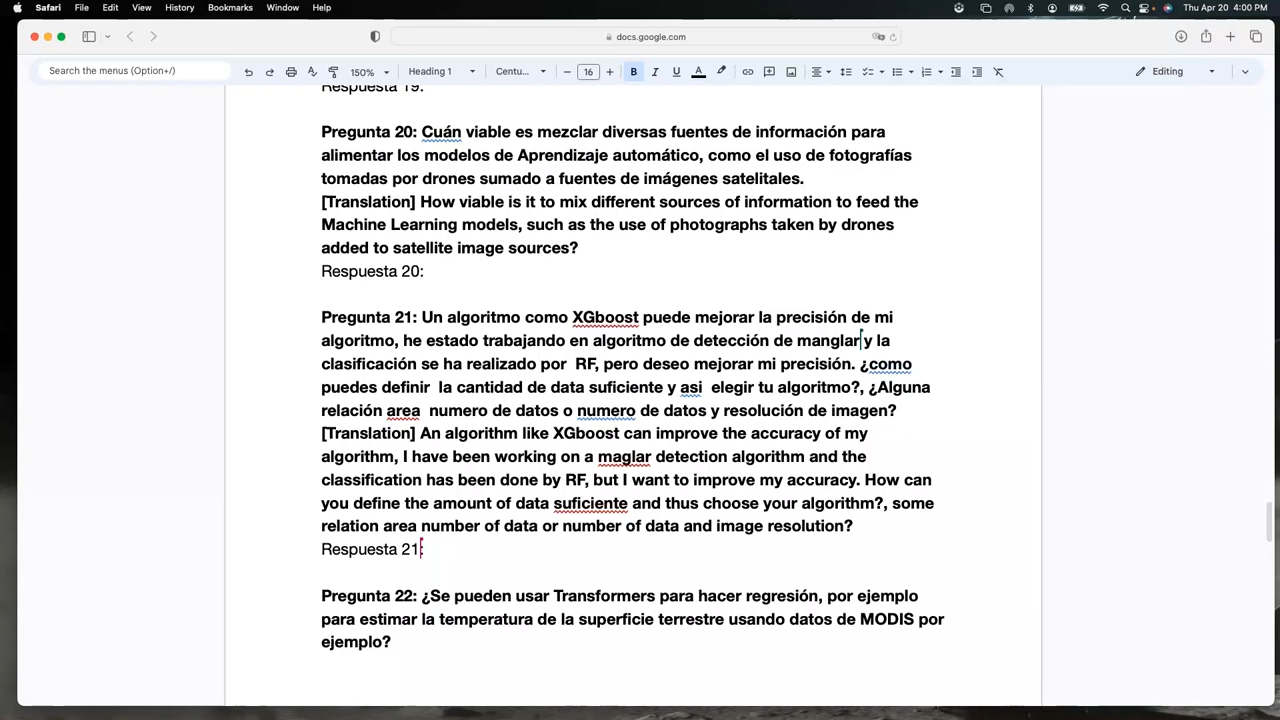 Safari File Edit View History Bookmarks Window Help Thu Apr 20 4:00 PM
docs.google.com
Search the menus (Option+/) 150% Heading 1 Centu... 16 B I U A Editing
Respuesta 19:
Pregunta 20: Cuán viable es mezclar diversas fuentes de información para
alimentar los modelos de Aprendizaje automático, como el uso de fotografías
tomadas por drones sumado a fuentes de imágenes satelitales.
[Translation] How viable is it to mix different sources of information to feed the
Machine Learning models, such as the use of photographs taken by drones
added to satellite image sources?
Respuesta 20:
Pregunta 21: Un algoritmo como XGboost puede mejorar la precisión de mi
algoritmo, he estado trabajando en algoritmo de detección de manglar y la
clasificación se ha realizado por RF, pero deseo mejorar mi precisión. ¿como
puedes definir la cantidad de data suficiente y asi elegir tu algoritmo?, ¿Alguna
relación area numero de datos o numero de datos y resolución de imagen?
[Translation] An algorithm like XGboost can improve the accuracy of my
algorithm, I have been working on a maglar detection algorithm and the
classification has been done by RF, but I want to improve my accuracy. How can
you define the amount of data suficiente and thus choose your algorithm?, some
relation area number of data or number of data and image resolution?
Respuesta 21:
Pregunta 22: ¿Se pueden usar Transformers para hacer regresión, por ejemplo
para estimar la temperatura de la superficie terrestre usando datos de MODIS por
ejemplo?